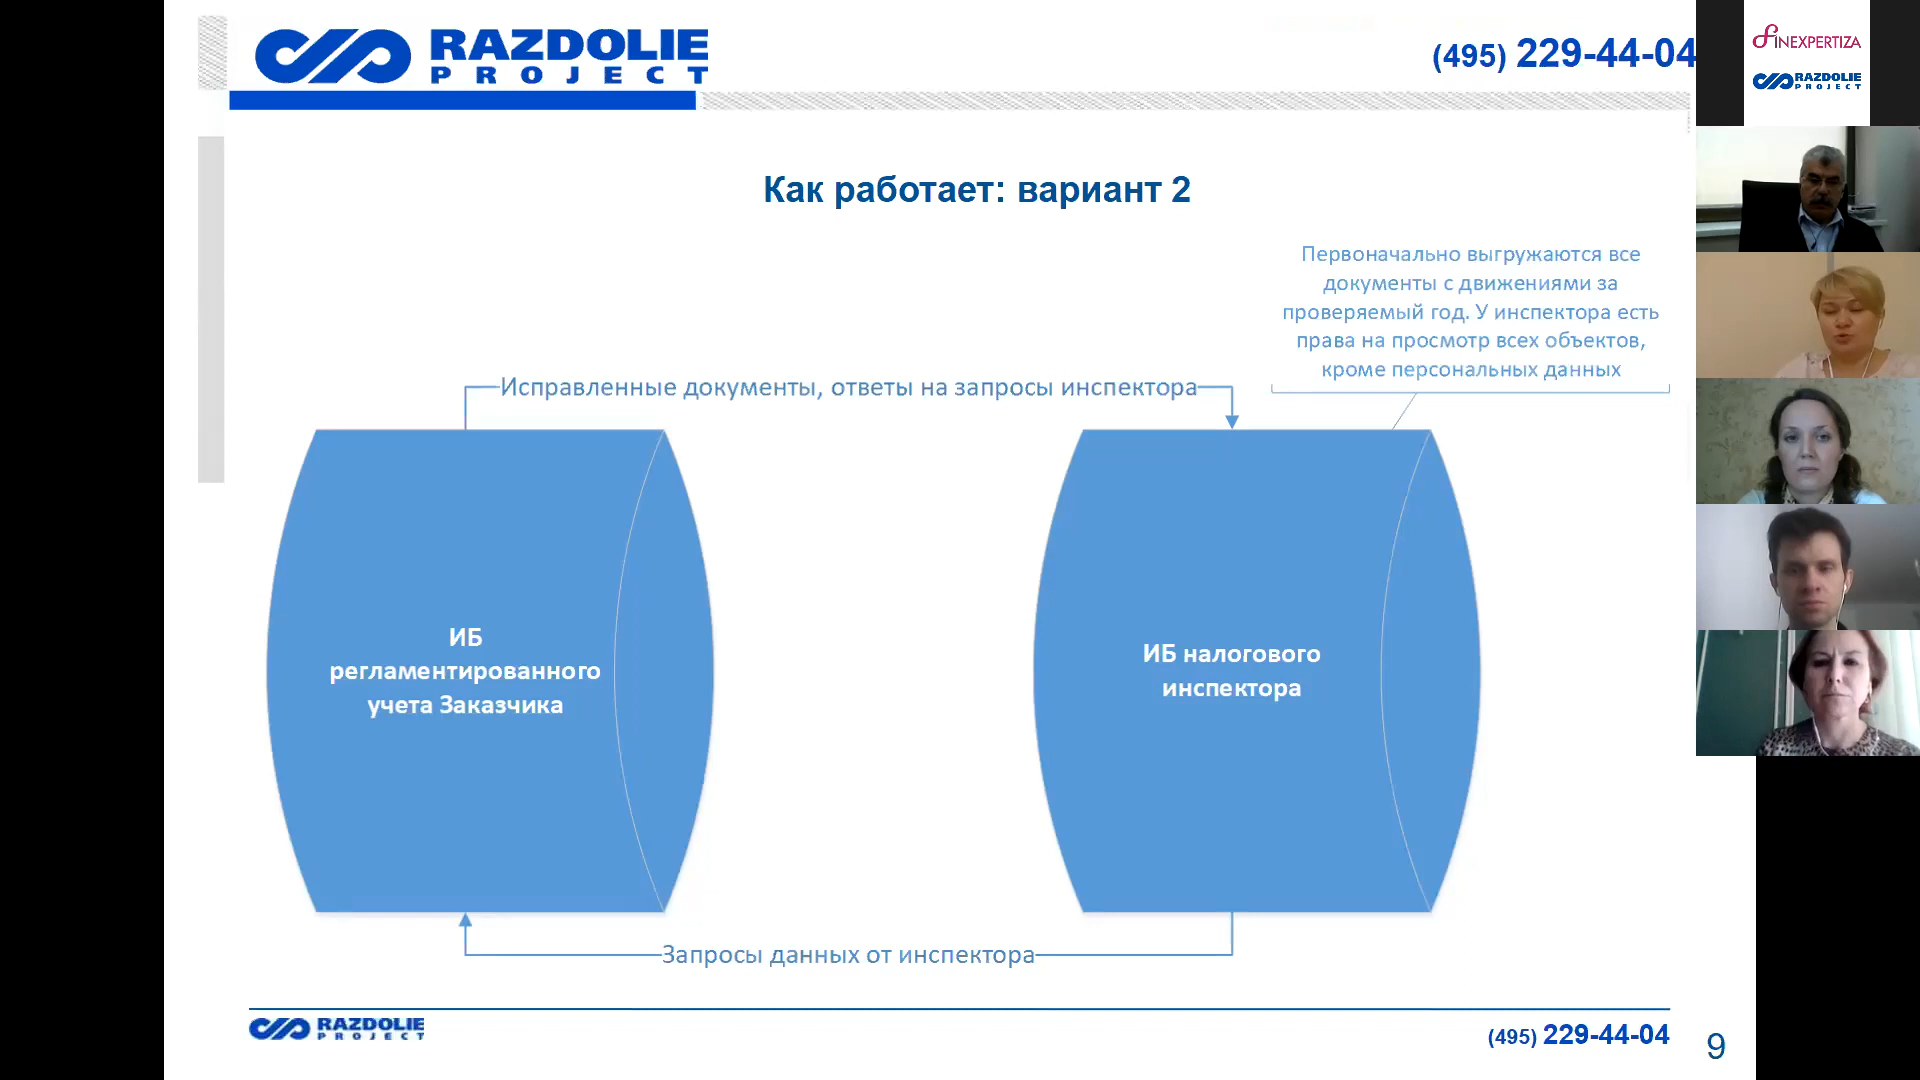 RAZDOLIE
PROJECT
(495) 229-44-04
FINEXPERTIZA
RAZDOLIE
PROJECT
Как работает: вариант 2
Первоначально выгружаются все
документы с движениями за
проверяемый год. У инспектора есть
права на просмотр всех объектов,
кроме персональных данных
Исправленные документы, ответы на запросы инспектора
ИБ
регламентированного
учета Заказчика
ИБ налогового
инспектора
Запросы данных от инспектора
RAZDOLIE
PROJECT
(495) 229-44-04
9